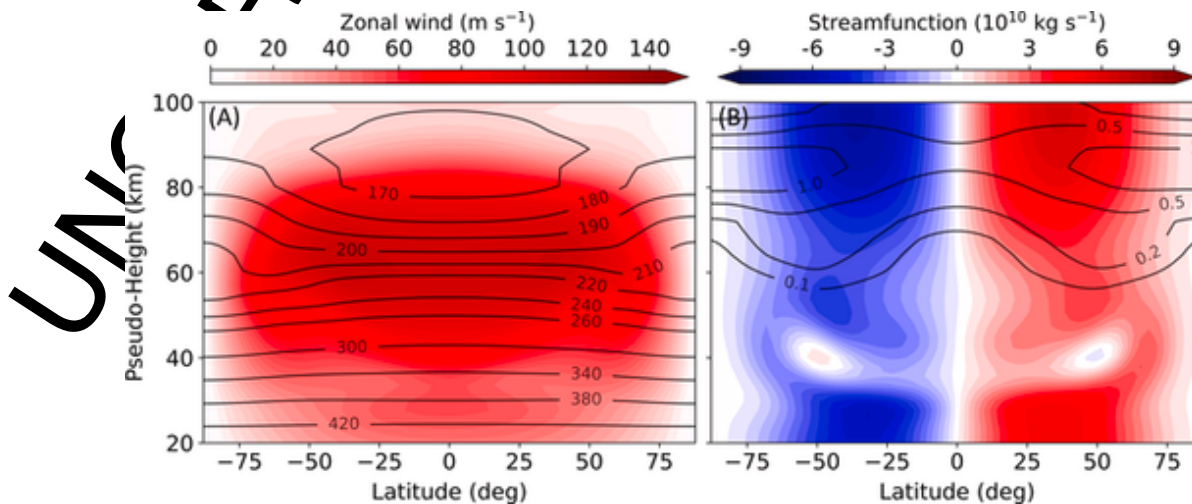 Zonal wind (m s⁻¹)
0 20 40 60 80 100 120 140
Streamfunction (10¹⁰ kg s⁻¹)
-9 -6 -3 0 3 6 9
(A)
100
80
60
40
20
Pseudo-Height (km)
170
180
190
200
210
220
240
260
300
340
380
420
−75 −50 −25 0 25 50 75
Latitude (deg)
(B)
0.5
1.0
0.5
0.2
0.1
−75 −50 −25 0 25 50 75
Latitude (deg)